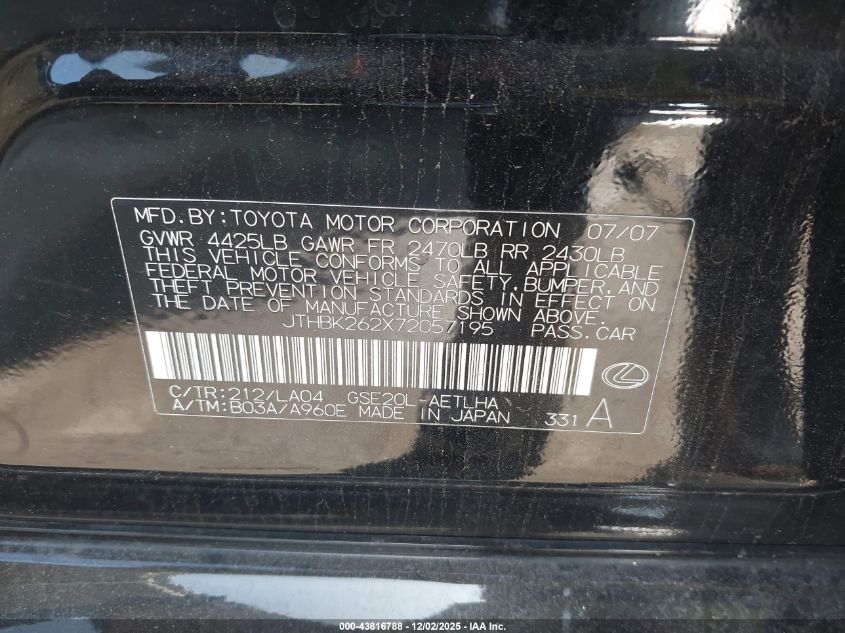 MFD.BY:TOYOTA MOTOR CORPORATION 07/07
GVWR 4425LB GAWR FR 2470LB RR 2430LB
THIS VEHICLE CONFORMS TO ALL APPLICABLE
FEDERAL MOTOR VEHICLE SAFETY,BUMPER,AND
THEFT PREVENTION STANDARDS IN EFFECT ON
THE DATE OF MANUFACTURE SHOWN ABOVE.
JTHBK262X72057195 PASS.CAR
C/TR:212/LA04 GSE20L-AETLHA
A/TM:B03A/A960E MADE IN JAPAN 331 A
000-43816788 - 12/02/2025 - IAA Inc.